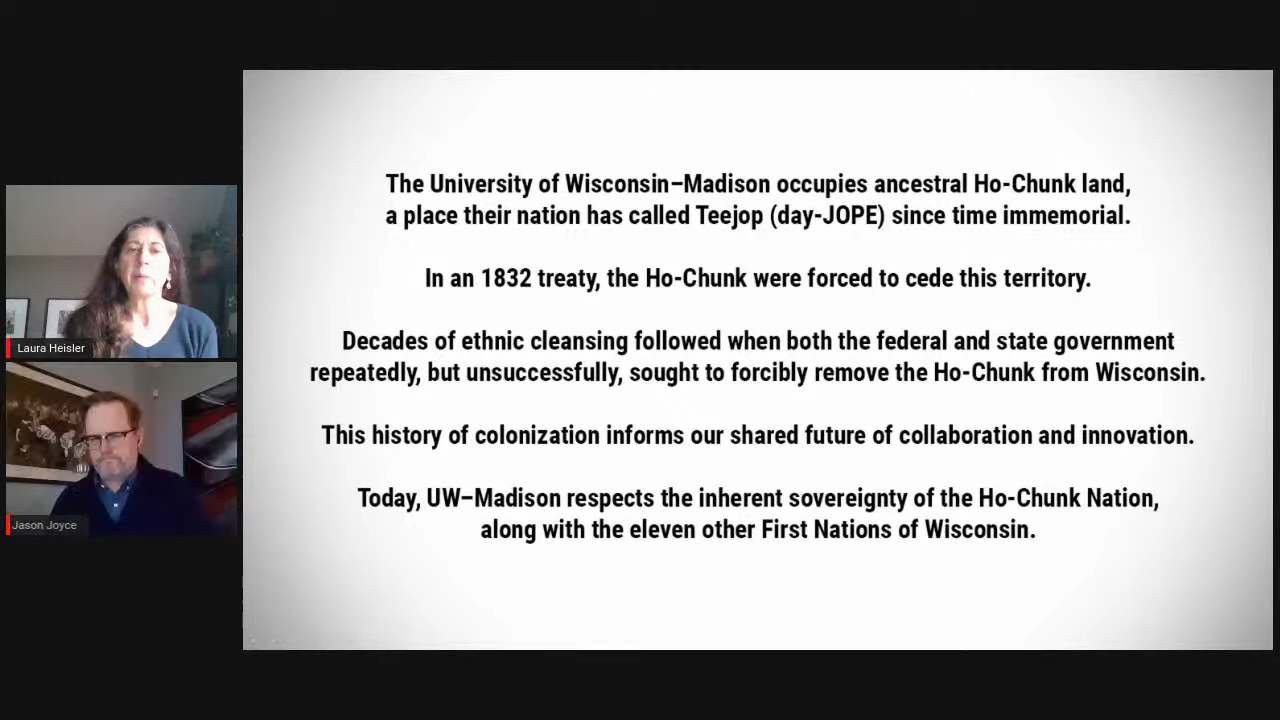 The University of Wisconsin–Madison occupies ancestral Ho-Chunk land,
a place their nation has called Teejop (day-JOPE) since time immemorial.
In an 1832 treaty, the Ho-Chunk were forced to cede this territory.
Decades of ethnic cleansing followed when both the federal and state government
repeatedly, but unsuccessfully, sought to forcibly remove the Ho-Chunk from Wisconsin.
This history of colonization informs our shared future of collaboration and innovation.
Today, UW–Madison respects the inherent sovereignty of the Ho-Chunk Nation,
along with the eleven other First Nations of Wisconsin.
Laura Heisler
Jason Joyce